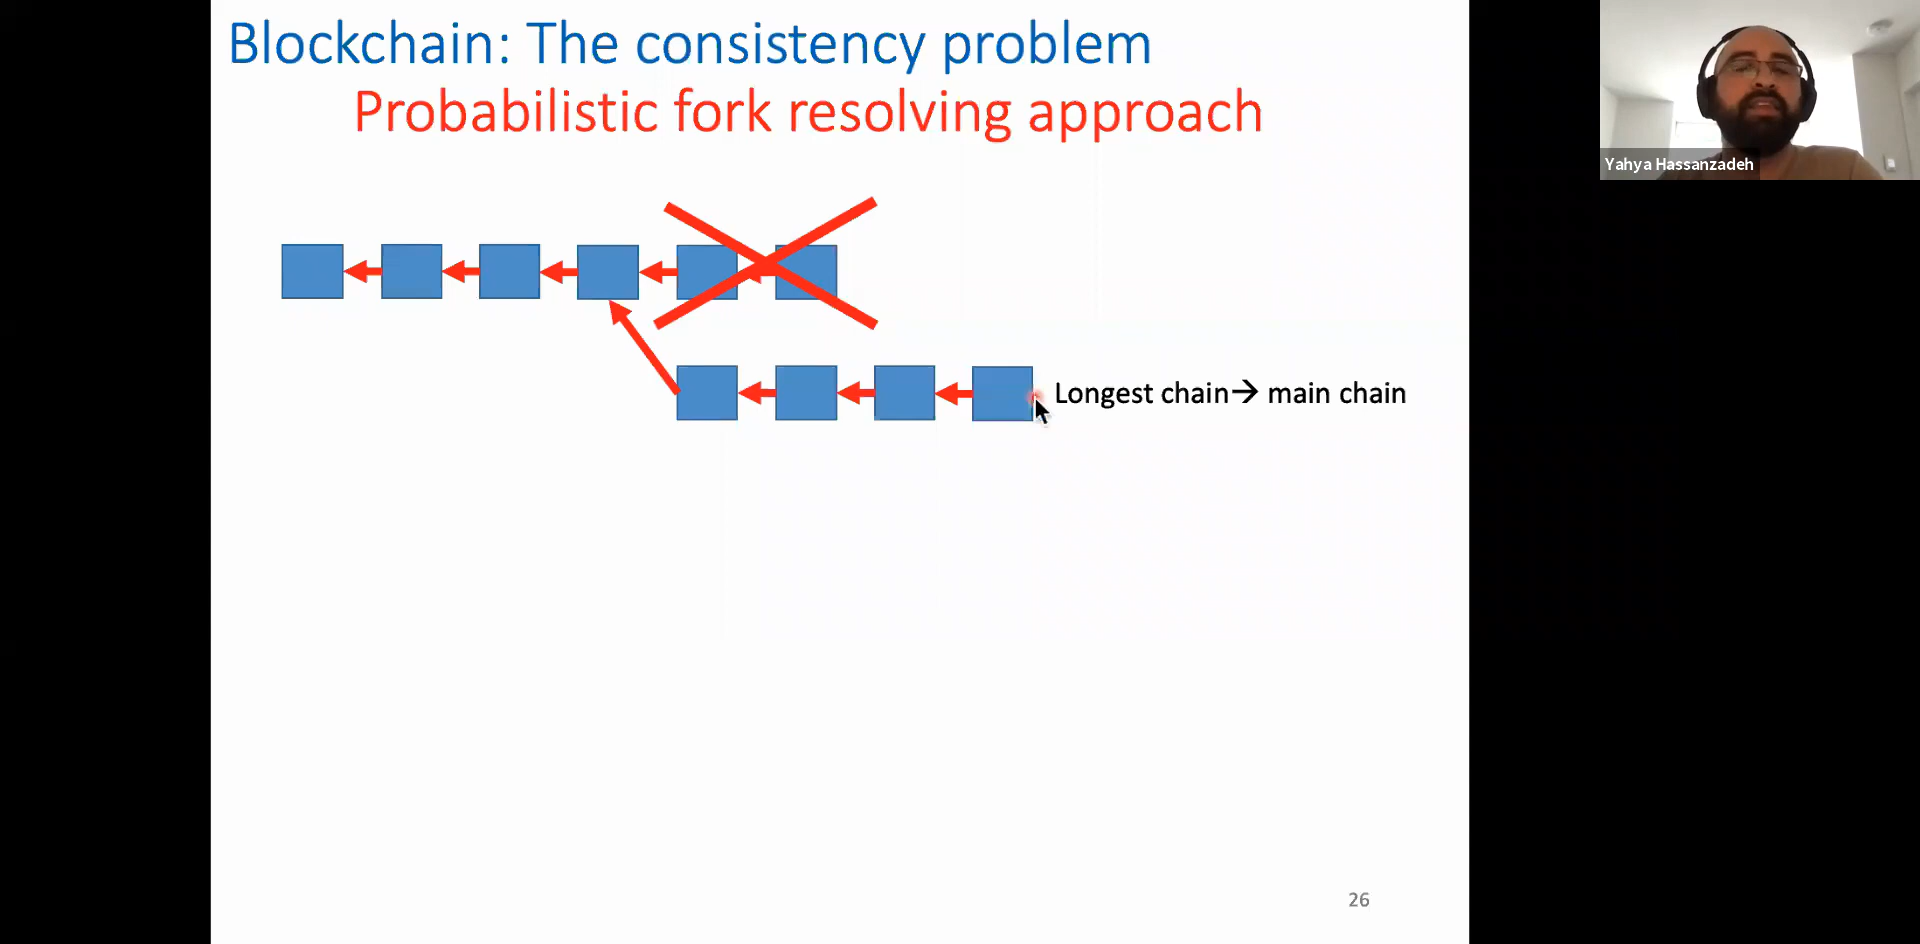 Blockchain: The consistency problem
Probabilistic fork resolving approach
Yahya Hassanzadeh
Longest chain→ main chain
26